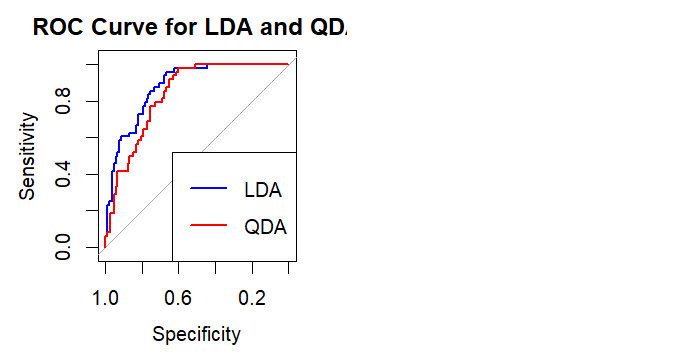 ROC Curve for LDA and QD
Sensitivity
0.8
0.4
0.0
LDA
QDA
1.0 0.6 0.2
Specificity